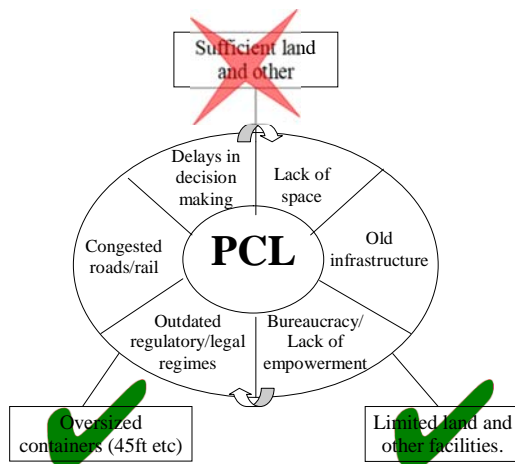 Sufficient land
and other
Delays in
decision
making
Lack of
space
Congested
roads/rail
PCL
Old
infrastructure
Outdated
regulatory/legal
regimes
Bureaucracy/
Lack of
empowerment
Oversized
containers (45ft etc)
Limited land and
other facilities.